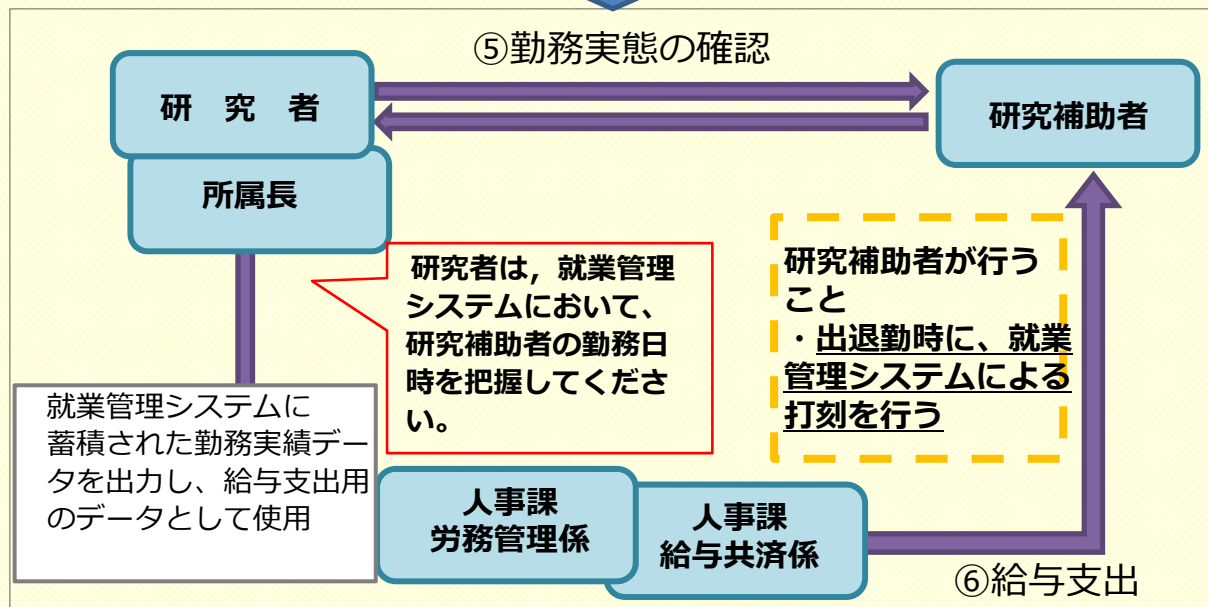 ⑤勤務実態の確認
研　究　者
所属長
研究補助者
研究者は，就業管理
システムにおいて、
研究補助者の勤務日
時を把握してくださ
い。
研究補助者が行う
こと
・出退勤時に、就業
管理システムによる
打刻を行う
就業管理システムに
蓄積された勤務実績デー
タを出力し、給与支出用
のデータとして使用
人事課
労務管理係
人事課
給与共済係
⑥給与支出